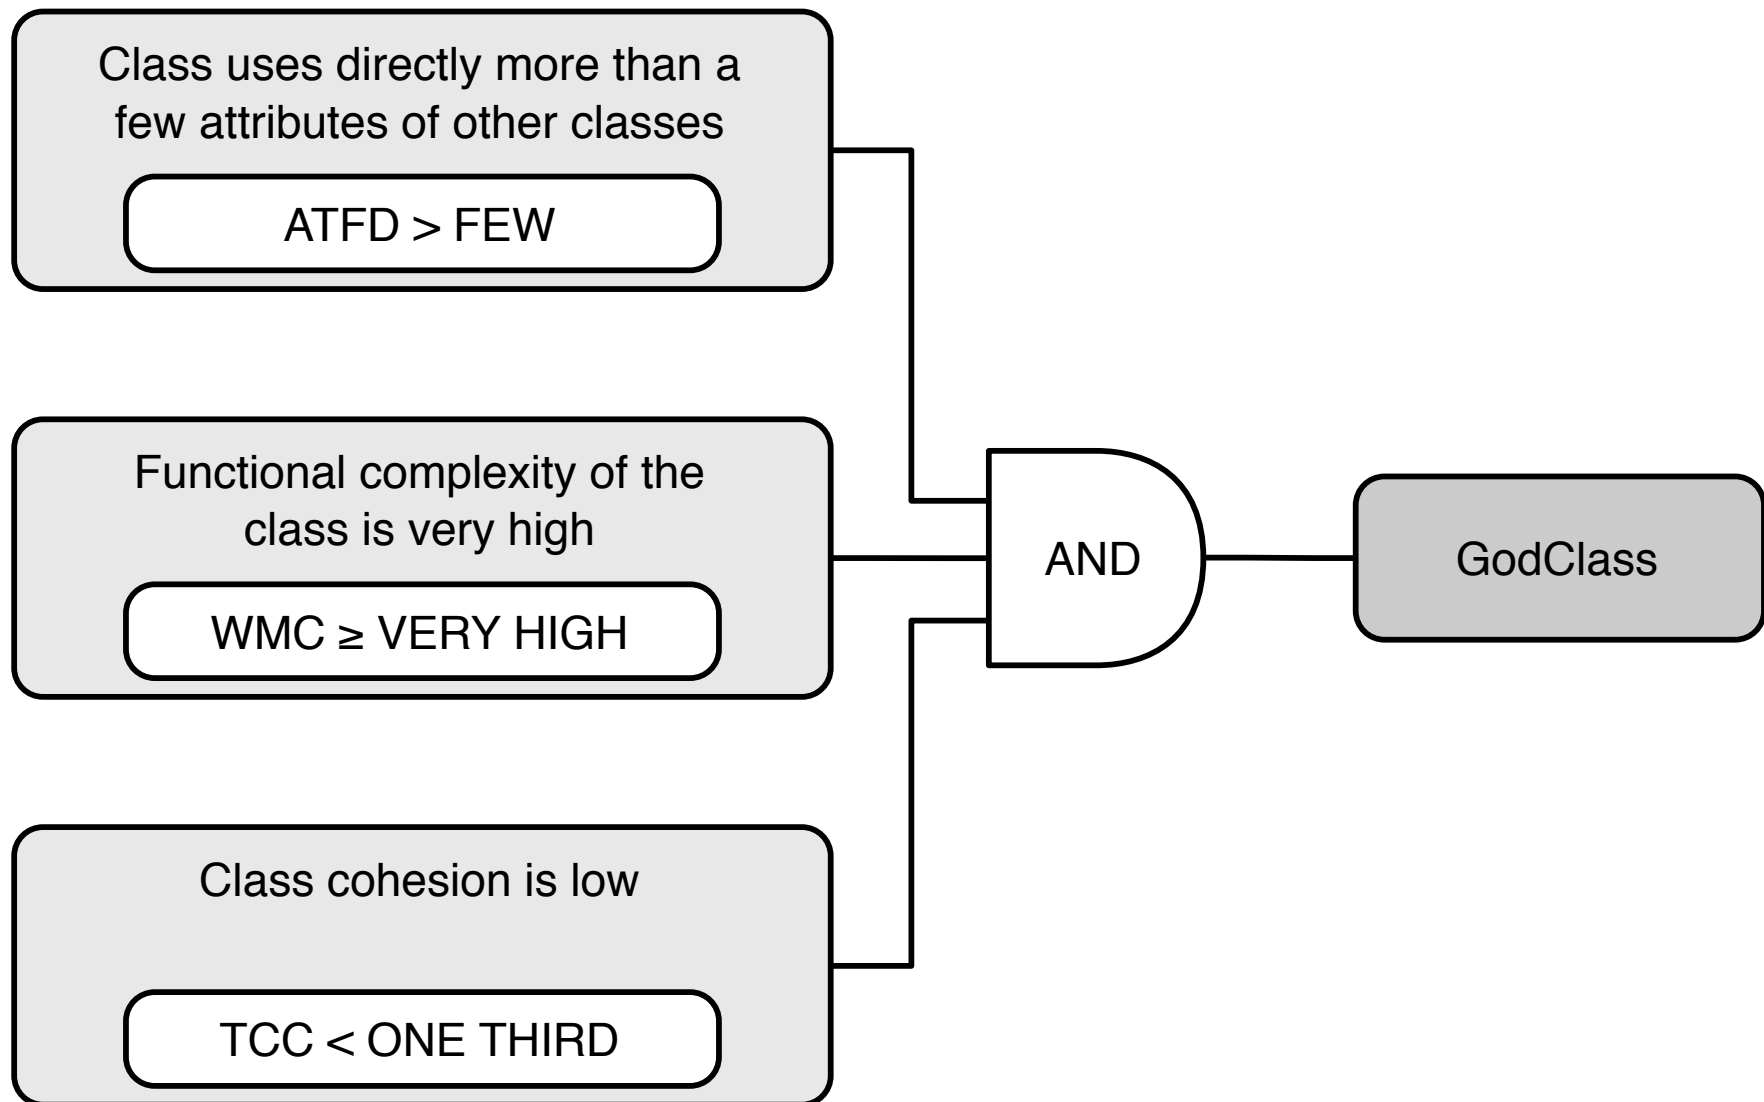 Class uses directly more than a
few attributes of other classes
ATFD > FEW
Functional complexity of the
class is very high
WMC ≥ VERY HIGH
AND
GodClass
Class cohesion is low
TCC < ONE THIRD